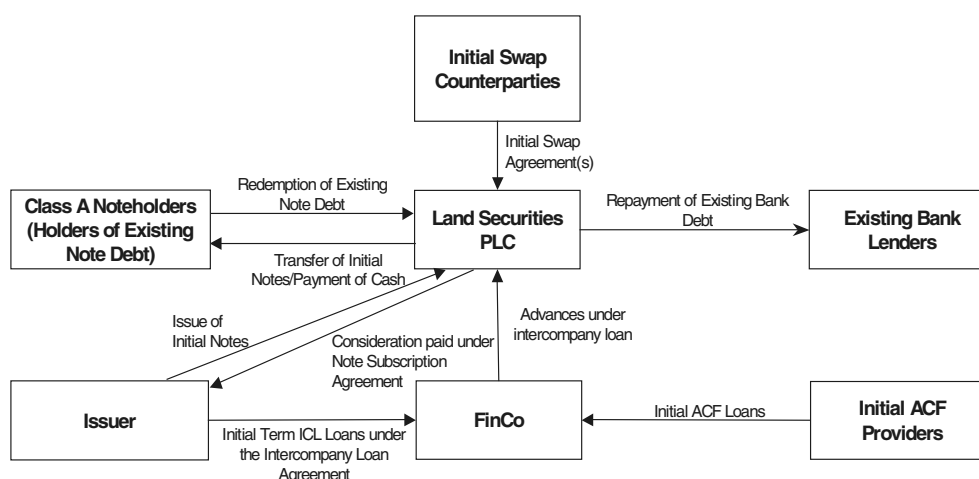 Initial Swap
Counterparties
Initial Swap
Agreement(s)
Class A Noteholders
(Holders of Existing
Note Debt)
Redemption of Existing
Note Debt
Land Securities
PLC
Repayment of Existing Bank
Debt
Existing Bank
Lenders
Transfer of Initial
Notes/Payment of Cash
Issue of
Initial Notes
Consideration paid under
Note Subscription
Agreement
Advances under
intercompany loan
Issuer
Initial Term ICL Loans under
the Intercompany Loan
Agreement
FinCo
Initial ACF Loans
Initial ACF
Providers